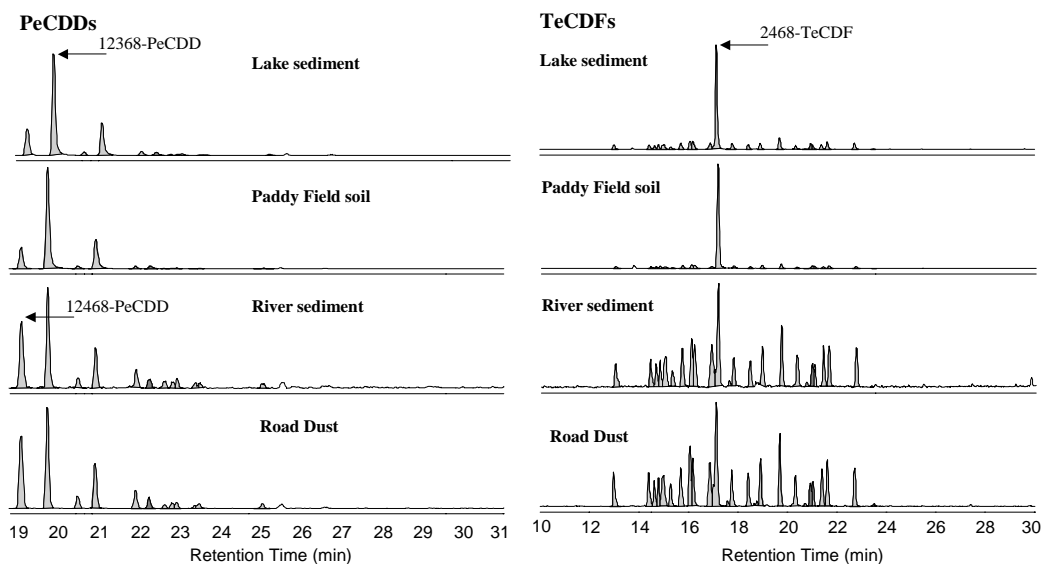 PeCDDs
12368-PeCDD
Lake sediment
Paddy Field soil
12468-PeCDD
River sediment
Road Dust
19 20 21 22 23 24 25 26 27 28 29 30 31
Retention Time (min)
TeCDFs
2468-TeCDF
Lake sediment
Paddy Field soil
River sediment
Road Dust
10 12 14 16 18 20 22 24 26 28 30
Retention Time (min)